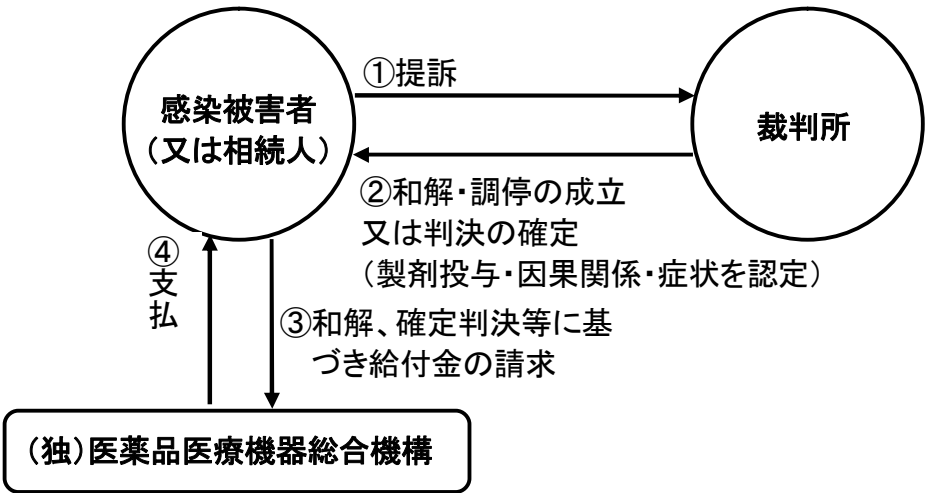 ①提訴
感染被害者
（又は相続人）
裁判所
②和解・調停の成立
又は判決の確定
（製剤投与・因果関係・症状を認定）
④
支
払
③和解、確定判決等に基
づき給付金の請求
（独）医薬品医療機器総合機構